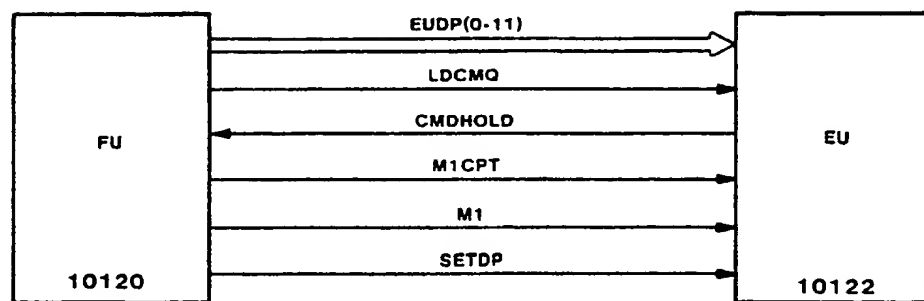 EUDP(0-11)
LDCMQ
CMDHOLD
FU
EU
M1CPT
M1
SETDP
10120
10122